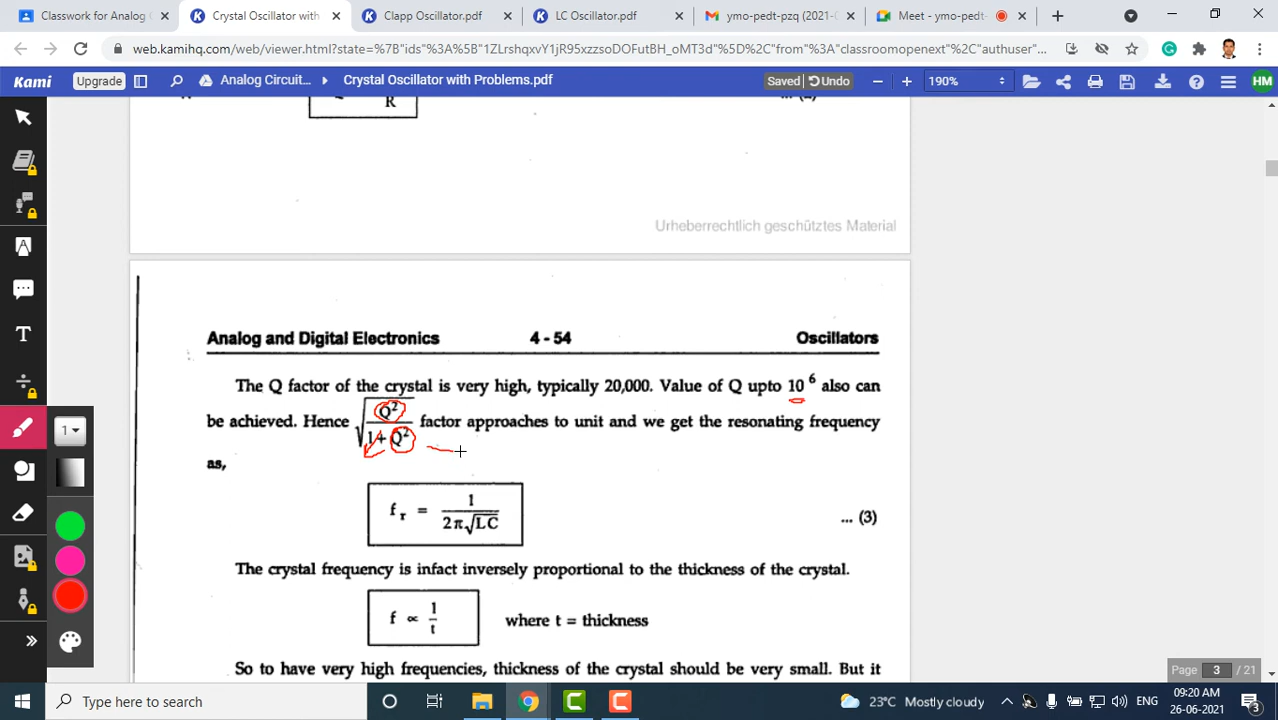 Classwork for Analog
Crystal Oscillator with
Clapp Oscillator.pdf
LC Oscillator.pdf
ymo-pedt-pzq (2021-
Meet - ymo-pedt-
web.kamihq.com/web/viewer.html?state=%7B"ids"%3A%5B"1ZLrshqxvY1jR95xzzsoDOFutBH_oMT3d"%5D%2C"from"%3A"classroomopennext"%2C"authuser"...
Kami
Upgrade
Analog Circuit...
Crystal Oscillator with Problems.pdf
Saved
Undo
190%
HM
R
Urheberrechtlich geschütztes Material
Analog and Digital Electronics 4 - 54 Oscillators
The Q factor of the crystal is very high, typically 20,000. Value of Q upto 10^6 also can
be achieved. Hence √(Q²/(1+Q²)) factor approaches to unit and we get the resonating frequency
as,
f_r = 1/(2π√LC) ... (3)
The crystal frequency is infact inversely proportional to the thickness of the crystal.
f ∝ 1/t where t = thickness
So to have very high frequencies, thickness of the crystal should be very small. But it
Page 3 / 21
T
1
Type here to search
23°C Mostly cloudy
ENG
09:20 AM
26-06-2021
3